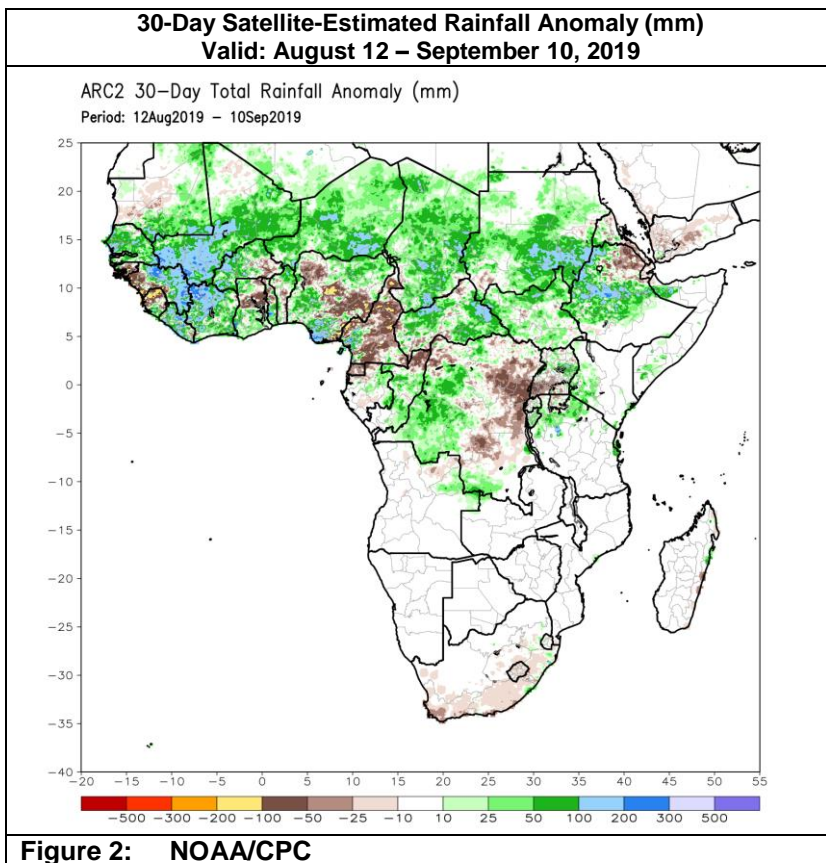 30-Day Satellite-Estimated Rainfall Anomaly (mm)
Valid: August 12 – September 10, 2019
ARC2 30-Day Total Rainfall Anomaly (mm)
Period: 12Aug2019 – 10Sep2019
25
20
15
10
5
0
-5
-10
-15
-20
-25
-30
-35
-40
-20 -15 -10 -5 0 5 10 15 20 25 30 35 40 45 50 55
-500 -300 -200 -100 -50 -25 -10 10 25 50 100 200 300 500
Figure 2: NOAA/CPC